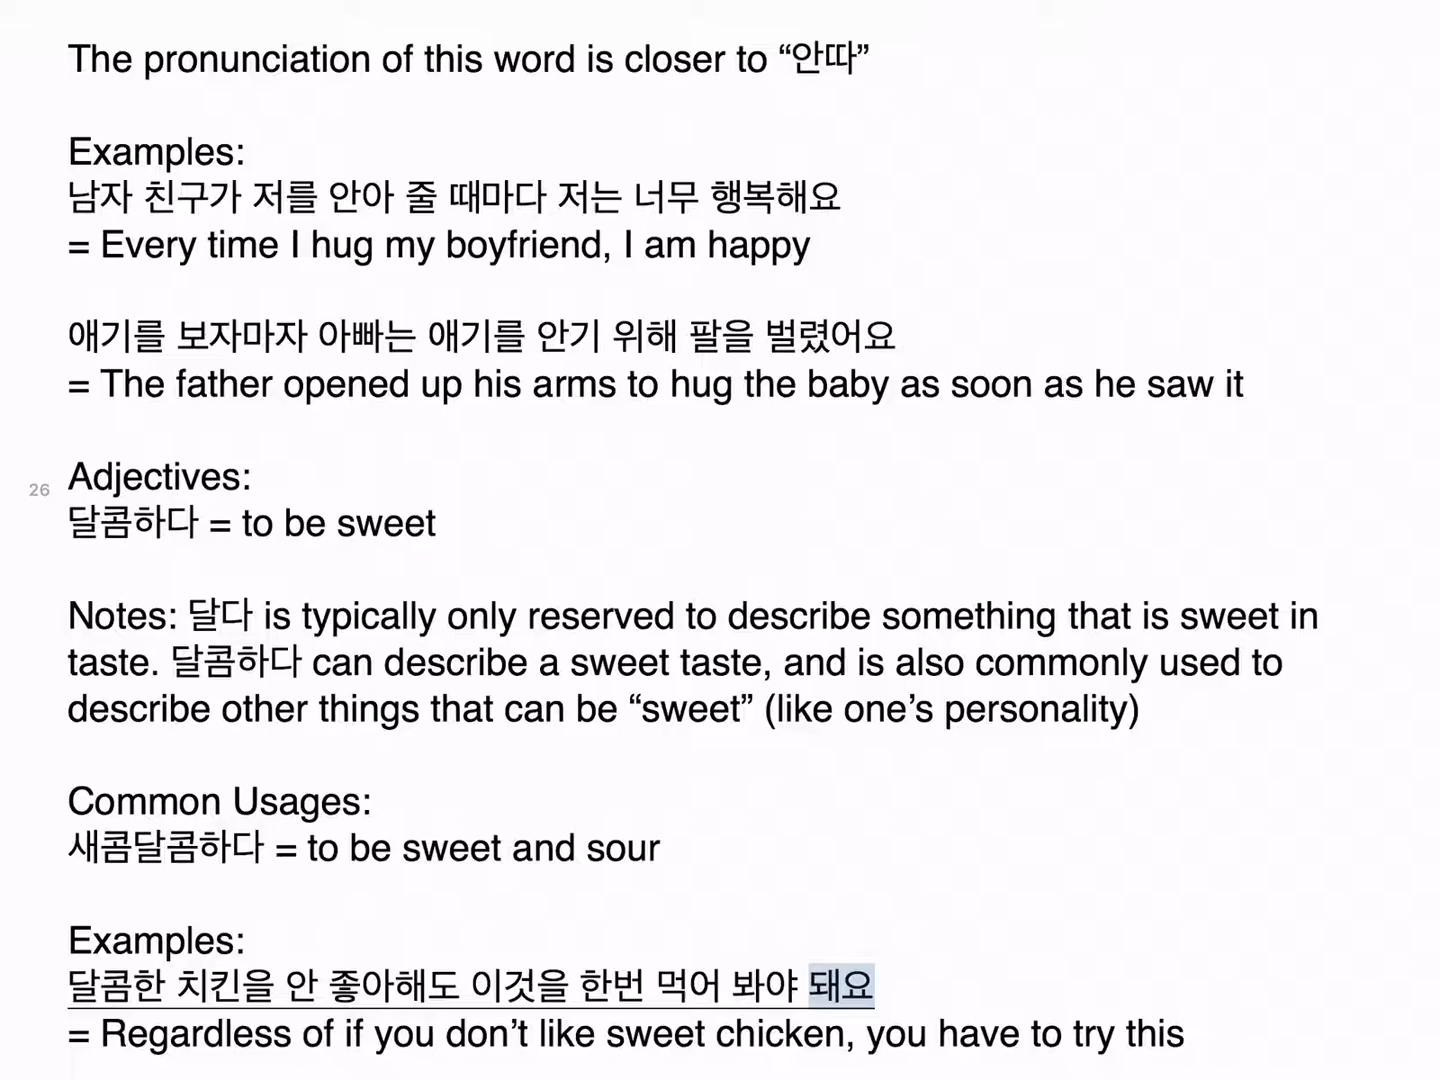 The pronunciation of this word is closer to “안따”
Examples:
남자 친구가 저를 안아 줄 때마다 저는 너무 행복해요
= Every time I hug my boyfriend, I am happy
애기를 보자마자 아빠는 애기를 안기 위해 팔을 벌렸어요
= The father opened up his arms to hug the baby as soon as he saw it
26 Adjectives:
달콤하다 = to be sweet
Notes: 달다 is typically only reserved to describe something that is sweet in
taste. 달콤하다 can describe a sweet taste, and is also commonly used to
describe other things that can be “sweet” (like one’s personality)
Common Usages:
새콤달콤하다 = to be sweet and sour
Examples:
달콤한 치킨을 안 좋아해도 이것을 한번 먹어 봐야 돼요
= Regardless of if you don’t like sweet chicken, you have to try this